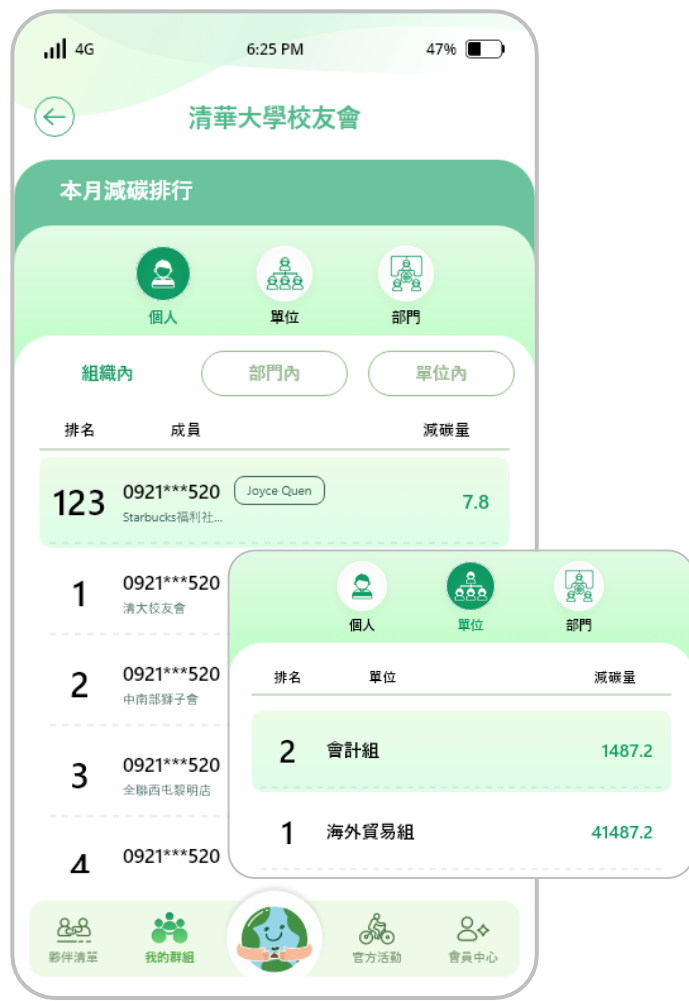 4G 6:25 PM 47%
清華大學校友會
本月減碳排行
個人 單位 部門
組織內 部門內 單位內
排名 成員 減碳量
123 0921***520 Joyce Quen 7.8
Starbucks福利社...
1 0921***520
清大校友會
2 0921***520
中南部獅子會
3 0921***520
全聯西屯黎明店
4 0921***520
個人 單位 部門
排名 單位 減碳量
2 會計組 1487.2
1 海外貿易組 41487.2
夥伴清單 我的群組 官方活動 會員中心